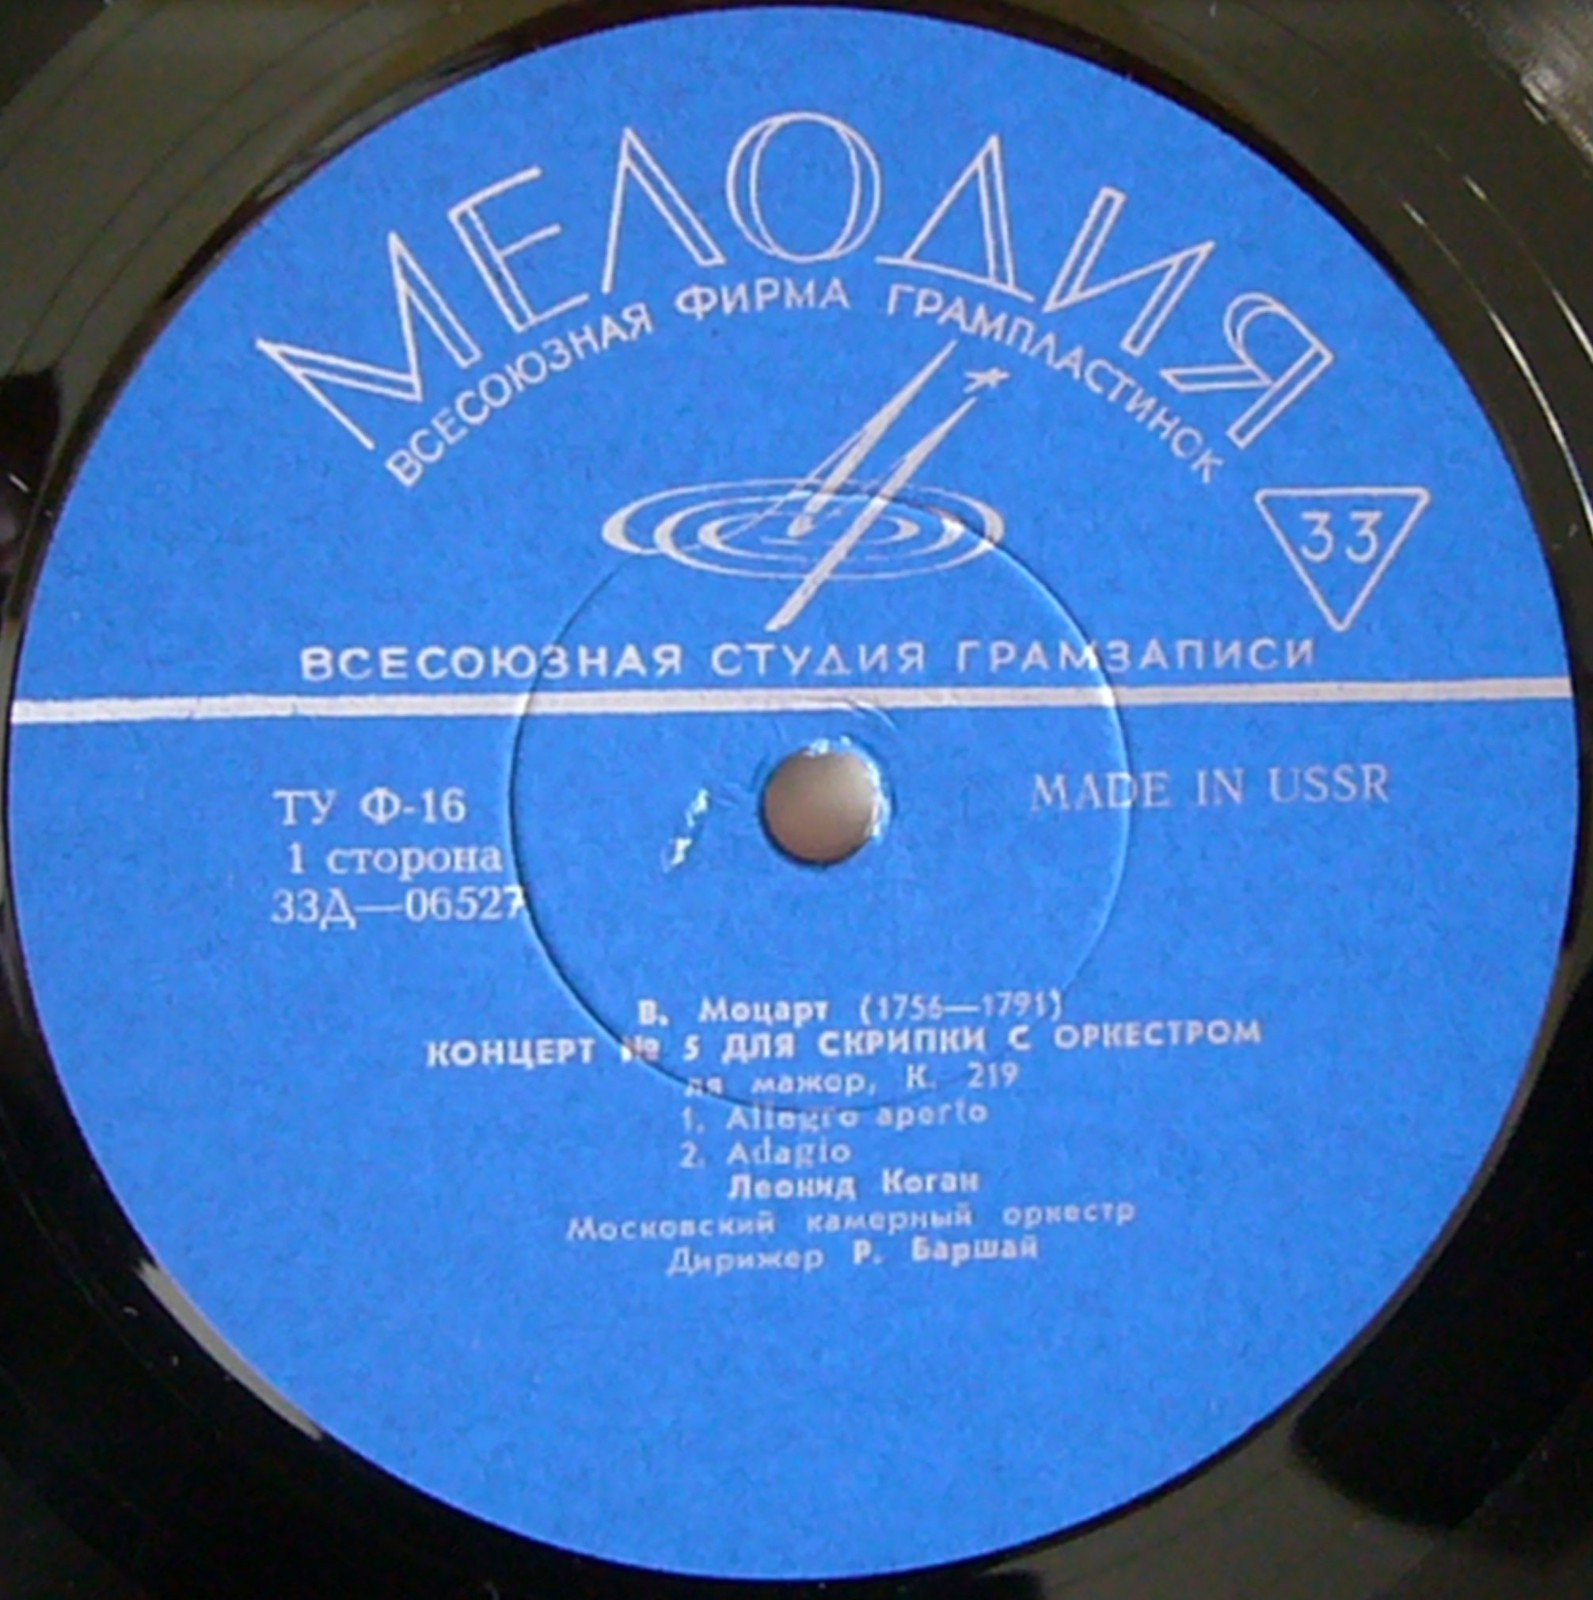 МЕЛОДИЯ
ВСЕСОЮЗНАЯ ФИРМА ГРАМПЛАСТИНОК
33
ВСЕСОЮЗНАЯ СТУДИЯ ГРАМЗАПИСИ
ТУ Ф-16
MADE IN USSR
1 сторона
33Д—06527
В. Моцарт (1756—1791)
КОНЦЕРТ № 5 ДЛЯ СКРИПКИ С ОРКЕСТРОМ
ля мажор, К. 219
1. Allegro aperto
2. Adagio
Леонид Коган
Московский камерный оркестр
Дирижер Р. Баршай